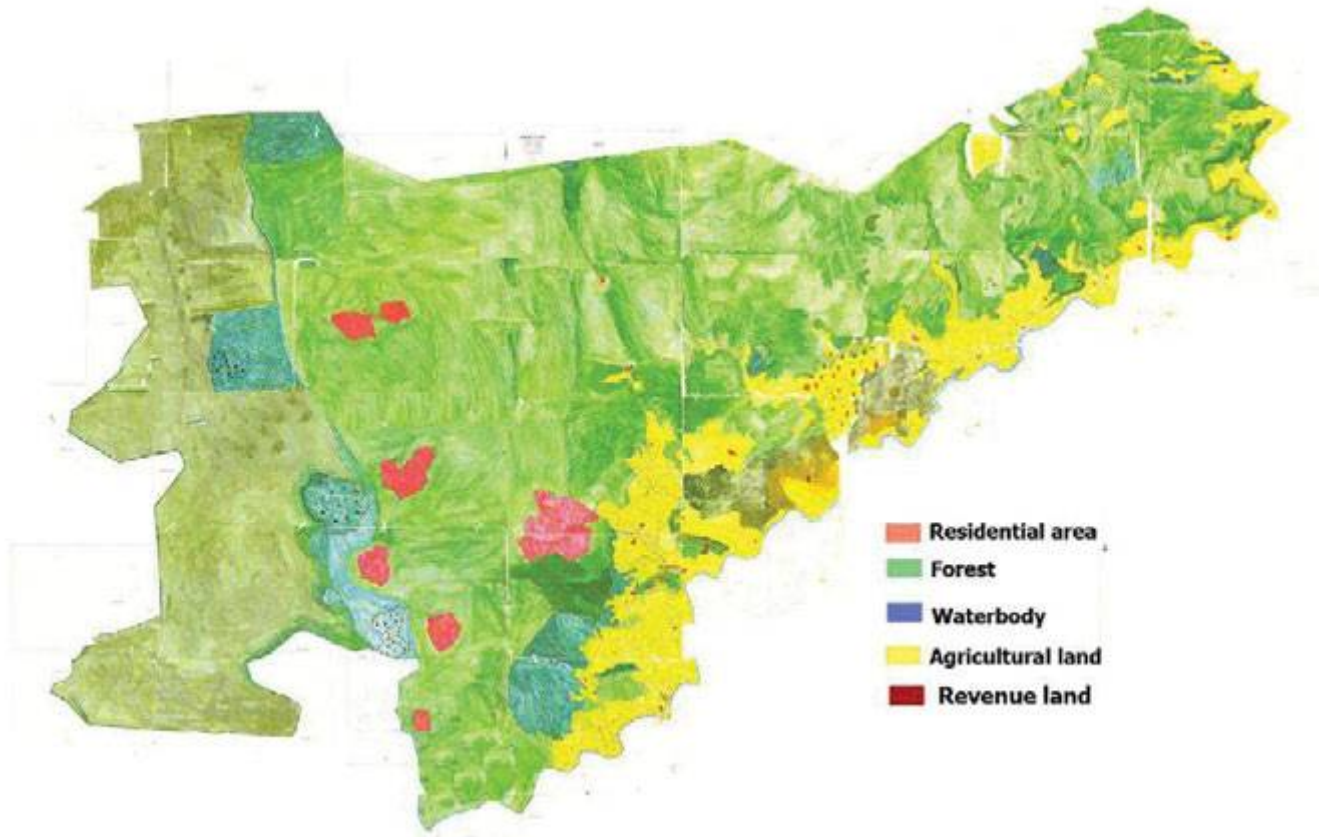 Residential area
Forest
Waterbody
Agricultural land
Revenue land